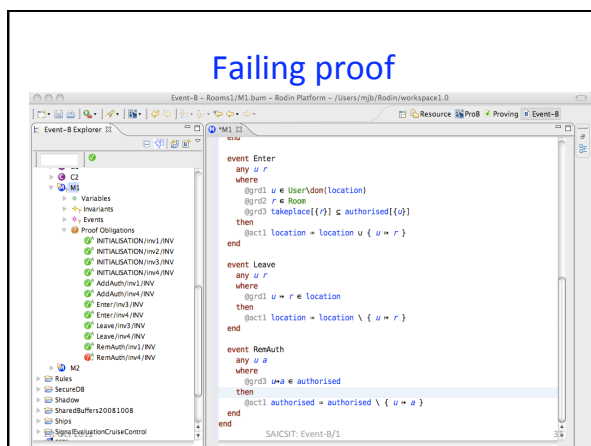 Failing proof
Event-B - Rooms1/M1.bum - Rodin Platform - /Users/mjb/Rodin/workspace1.0
Resource ProB Proving Event-B
Event-B Explorer
C2
M1
Variables
Invariants
Events
Proof Obligations
INITIALISATION/inv1/INV
INITIALISATION/inv2/INV
INITIALISATION/inv3/INV
INITIALISATION/inv4/INV
AddAuth/inv1/INV
AddAuth/inv4/INV
Enter/inv3/INV
Enter/inv4/INV
Leave/inv3/INV
Leave/inv4/INV
RemAuth/inv1/INV
RemAuth/inv4/INV
M2
Rules
SecureDB
Shadow
SharedBuffers20081008
Ships
SignalEvaluationCruiseControl
*M1
end
event Enter
any u r
where
@grd1 u ∈ User\dom(location)
@grd2 r ∈ Room
@grd3 takeplace[{r}] ⊆ authorised[{u}]
then
@act1 location ≔ location ∪ { u ↦ r }
end
event Leave
any u r
where
@grd1 u ↦ r ∈ location
then
@act1 location ≔ location \ { u ↦ r }
end
event RemAuth
any u a
where
@grd3 u↦a ∈ authorised
then
@act1 authorised ≔ authorised \ { u ↦ a }
end
end
SAICSIT: Event-B/1